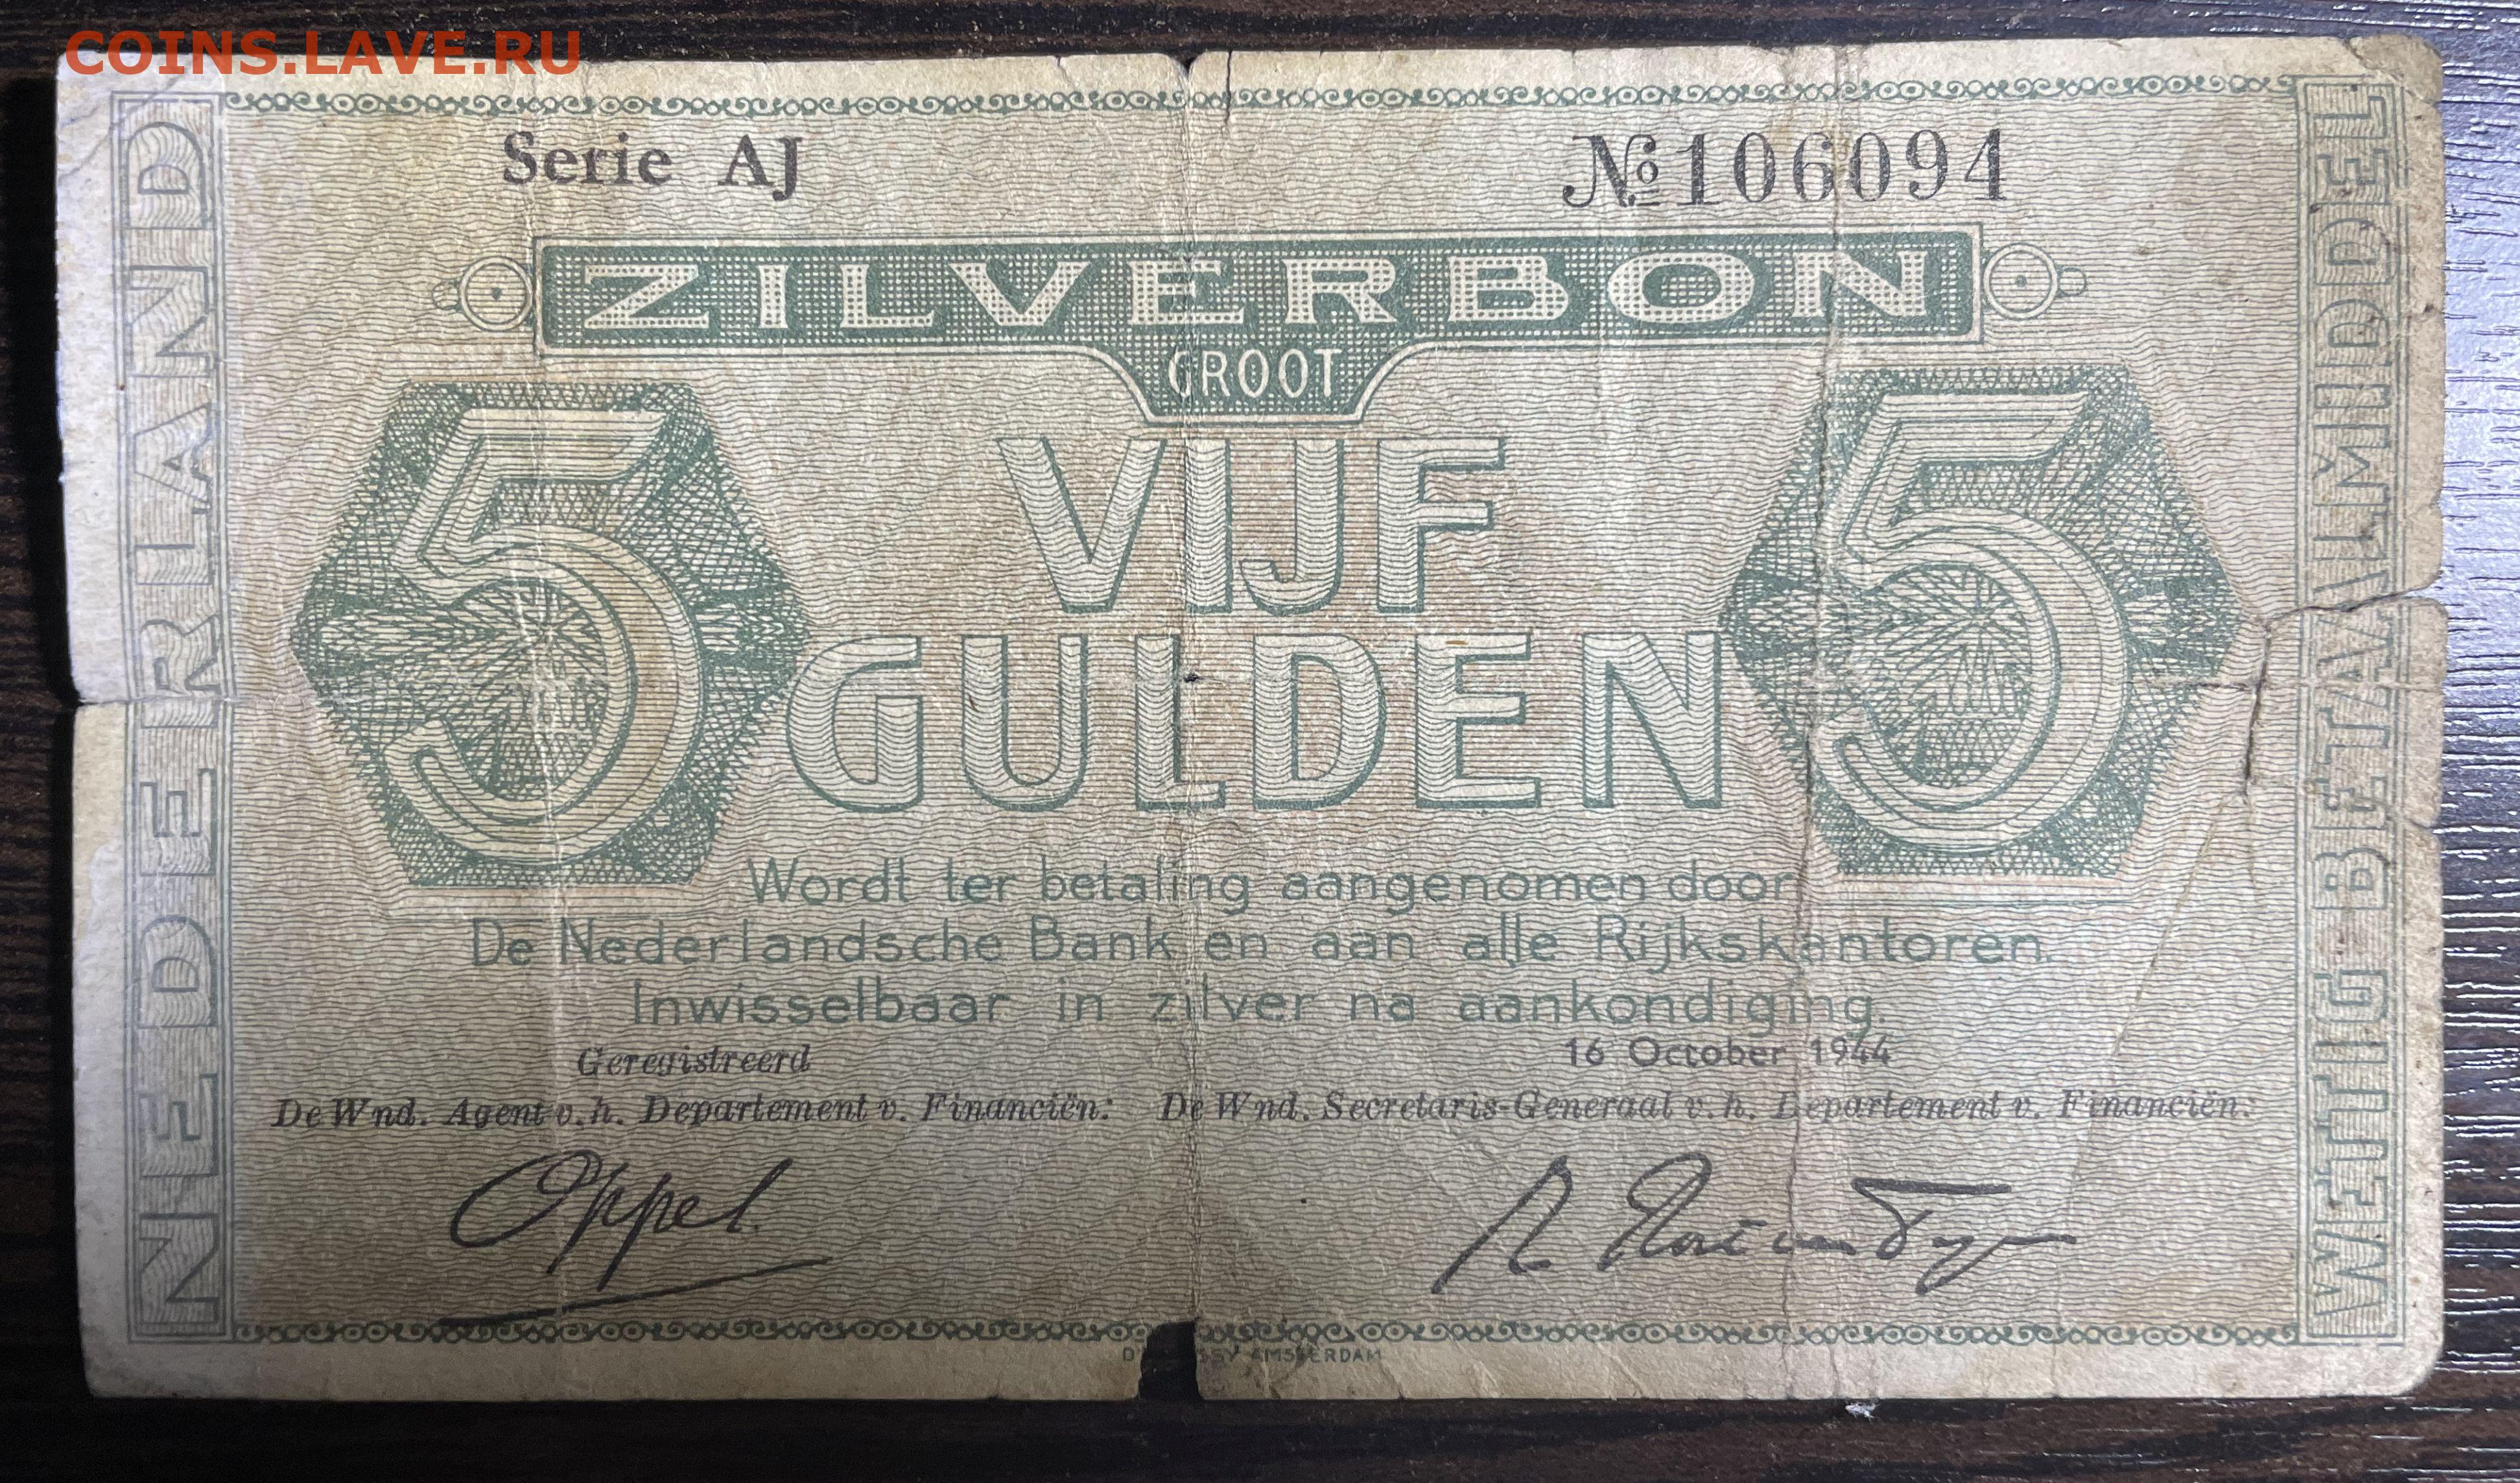 COINS.LAVE.RU
Serie AJ
№106094
ZILVERBON
GROOT
VIJF
GULDEN
5
5
NEDERLAND
WETTIG BETAALMIDDEL
Wordt ter betaling aangenomen door
De Nederlandsche Bank en aan alle Rijkskantoren.
Inwisselbaar in zilver na aankondiging.
Geregistreerd
16 October 1944
De Wnd. Agent v.h. Departement v. Financiën:
De Wnd. Secretaris-Generaal v.h. Departement v. Financiën:
Oppel.
AMSTERDAM